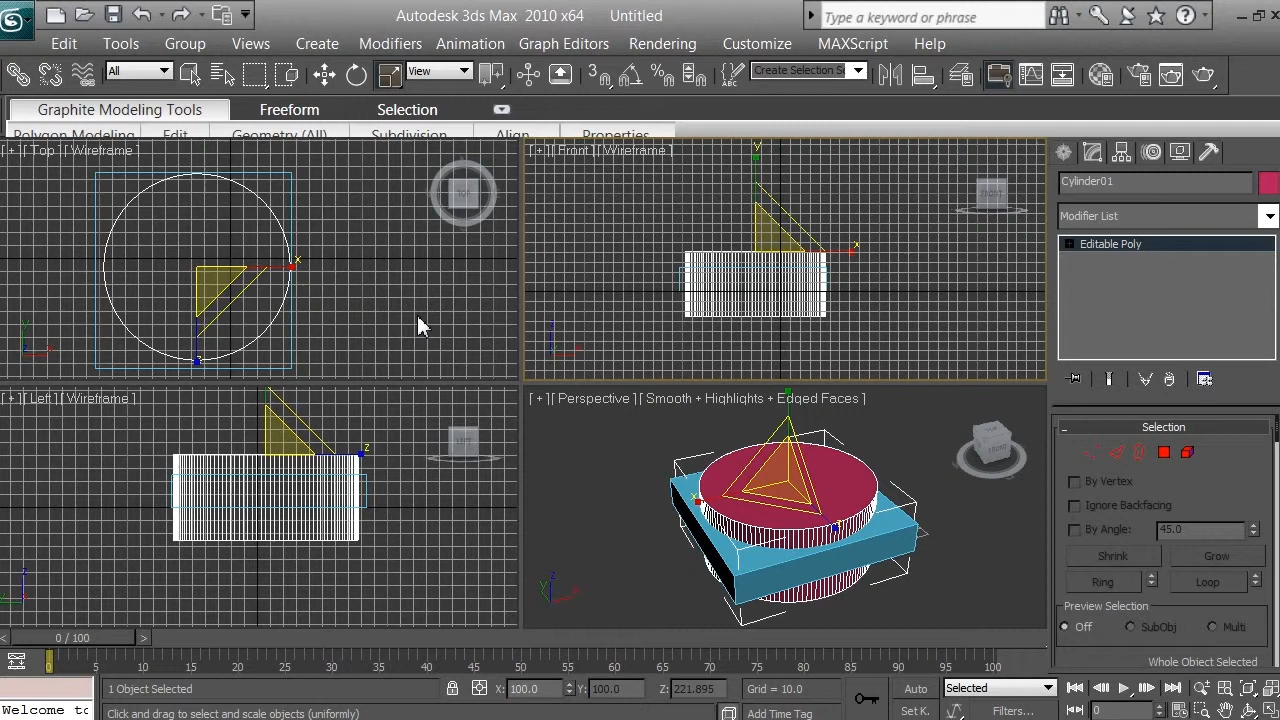 Autodesk 3ds Max 2010 x64 Untitled
Type a keyword or phrase
Edit Tools Group Views Create Modifiers Animation Graph Editors Rendering Customize MAXScript Help
All View Create Selection Se
Graphite Modeling Tools Freeform Selection
Polygon Modeling Edit Geometry (All) Subdivision Align Properties
[ + ] [ Top ] [ Wireframe ]
TOP
x
[ + ] [ Front ] [ Wireframe ]
y
FRONT
x
Cylinder01
Modifier List
Editable Poly
[ + ] [ Left ] [ Wireframe ]
LEFT
z
[ + ] [ Perspective ] [ Smooth + Highlights + Edged Faces ]
TOP
FRONT
x
z
Selection
By Vertex
Ignore Backfacing
By Angle: 45.0
Shrink Grow
Ring Loop
Preview Selection
Off SubObj Multi
Whole Object Selected
< 0 / 100 >
0 5 10 15 20 25 30 35 40 45 50 55 60 65 70 75 80 85 90 95 100
1 Object Selected X: 100.0 Y: 100.0 Z: 221.895 Grid = 10.0 Auto Selected
Welcome to Click and drag to select and scale objects (uniformly) Add Time Tag Set K. Filters... 0